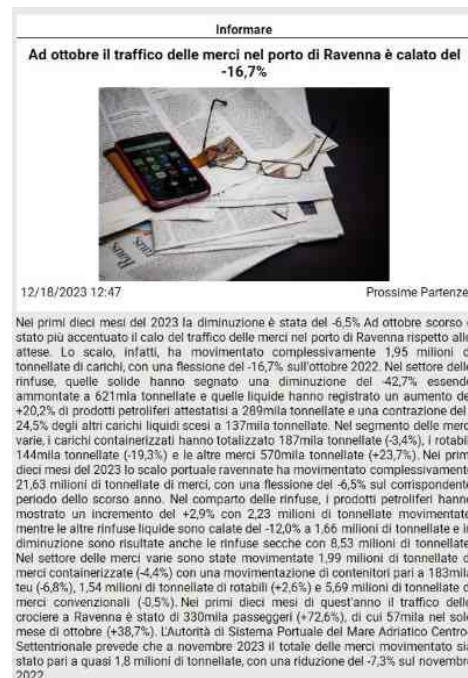 Informare
Ad ottobre il traffico delle merci nel porto di Ravenna è calato del
-16,7%
12/18/2023 12:47 Prossime Partenze
Nei primi dieci mesi del 2023 la diminuzione è stata del -6,5% Ad ottobre scorso
stato più accentuato il calo del traffico delle merci nel porto di Ravenna rispetto alle
attese. Lo scalo, infatti, ha movimentato complessivamente 1,95 milioni d
tonnellate di carichi, con una flessione del -16,7% sull'ottobre 2022. Nel settore delle
rinfuse, quelle solide hanno segnato una diminuzione del -42,7% essendo
ammontate a 621mila tonnellate e quelle liquide hanno registrato un aumento de
+20,2% di prodotti petroliferi attestatisi a 289mila tonnellate e una contrazione del
24,5% degli altri carichi liquidi scesi a 137mila tonnellate. Nel segmento delle merc
varie, i carichi containerizzati hanno totalizzato 187mila tonnellate (-3,4%), i rotabil
144mila tonnellate (-19,3%) e le altre merci 570mila tonnellate (+23,7%). Nei prim
dieci mesi del 2023 lo scalo portuale ravennate ha movimentato complessivamente
21,63 milioni di tonnellate di merci, con una flessione del -6,5% sul corrispondente
periodo dello scorso anno. Nel comparto delle rinfuse, i prodotti petroliferi hanno
mostrato un incremento del +2,9% con 2,23 milioni di tonnellate movimentate
mentre le altre rinfuse liquide sono calate del -12,0% a 1,66 milioni di tonnellate e i
diminuzione sono risultate anche le rinfuse secche con 8,53 milioni di tonnellate
Nel settore delle merci varie sono state movimentate 1,99 milioni di tonnellate d
merci containerizzate (-4,4%) con una movimentazione di contenitori pari a 183mila
teu (-6,8%), 1,54 milioni di tonnellate di rotabili (+2,6%) e 5,69 milioni di tonnellate d
merci convenzionali (-0,5%). Nei primi dieci mesi di quest'anno il traffico delle
crociere a Ravenna è stato di 330mila passeggeri (+72,6%), di cui 57mila nel solo
mese di ottobre (+38,7%). L'Autorità di Sistema Portuale del Mare Adriatico Centro
Settentrionale prevede che a novembre 2023 il totale delle merci movimentato sia
stato pari a quasi 1,8 milioni di tonnellate, con una riduzione del -7,3% sul novembre
2022.